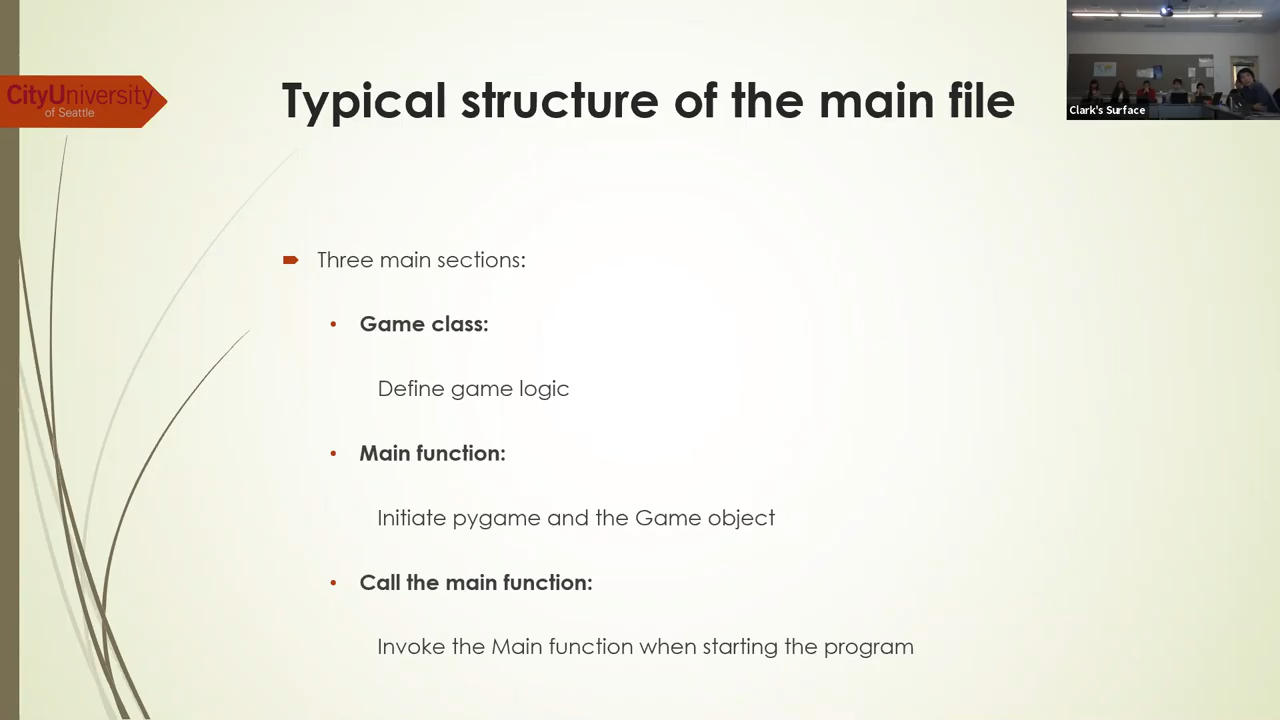 CityUniversity
of Seattle
Typical structure of the main file
Clark's Surface
Three main sections:
Game class:
Define game logic
Main function:
Initiate pygame and the Game object
Call the main function:
Invoke the Main function when starting the program